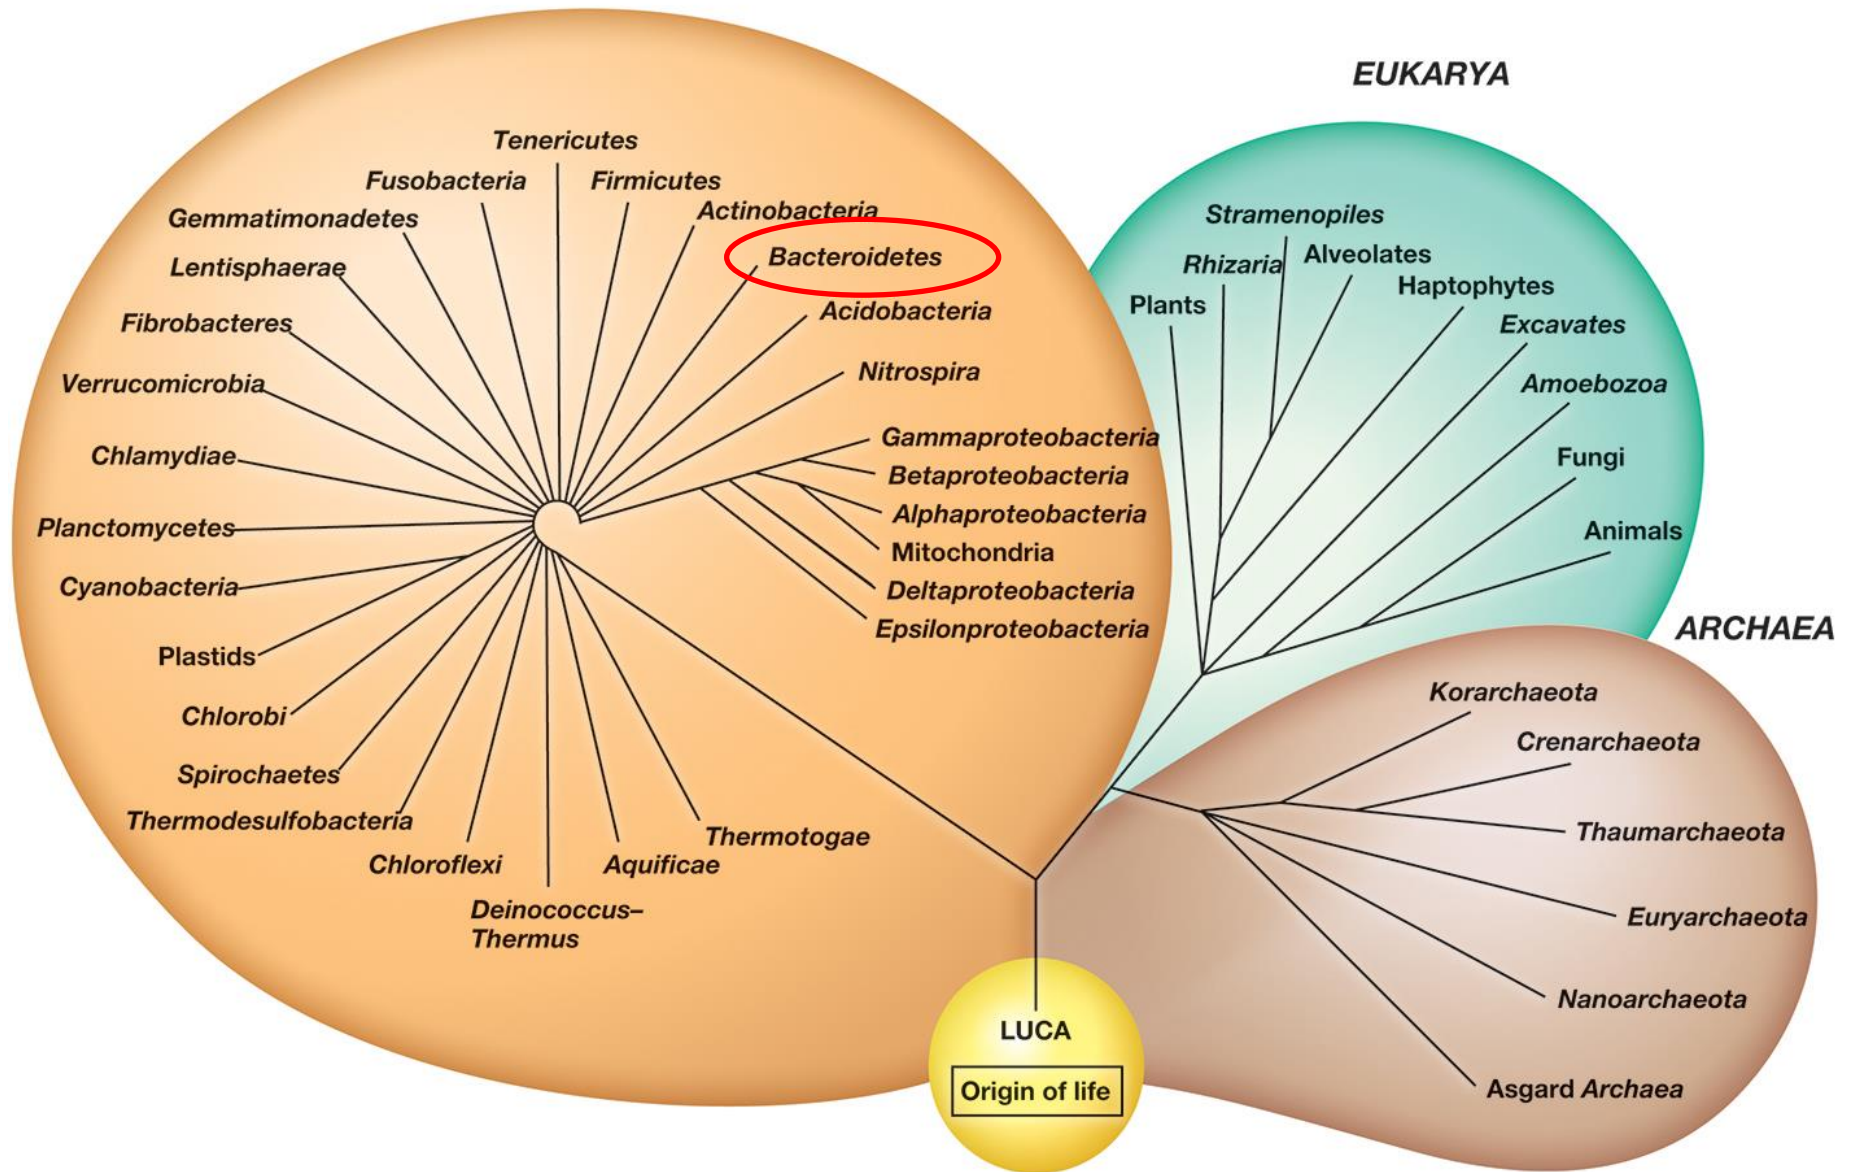 EUKARYA
Tenericutes
Fusobacteria
Firmicutes
Gemmatimonadetes
Actinobacteria
Lentisphaerae
Bacteroidetes
Fibrobacteres
Acidobacteria
Verrucomicrobia
Nitrospira
Chlamydiae
Gammaproteobacteria
Betaproteobacteria
Planctomycetes
Alphaproteobacteria
Mitochondria
Cyanobacteria
Deltaproteobacteria
Epsilonproteobacteria
Plastids
Chlorobi
Spirochaetes
Thermodesulfobacteria
Chloroflexi
Deinococcus–
Thermus
Aquificae
Thermotogae
Stramenopiles
Rhizaria
Alveolates
Plants
Haptophytes
Excavates
Amoebozoa
Fungi
Animals
ARCHAEA
Korarchaeota
Crenarchaeota
Thaumarchaeota
Euryarchaeota
Nanoarchaeota
Asgard Archaea
LUCA
Origin of life